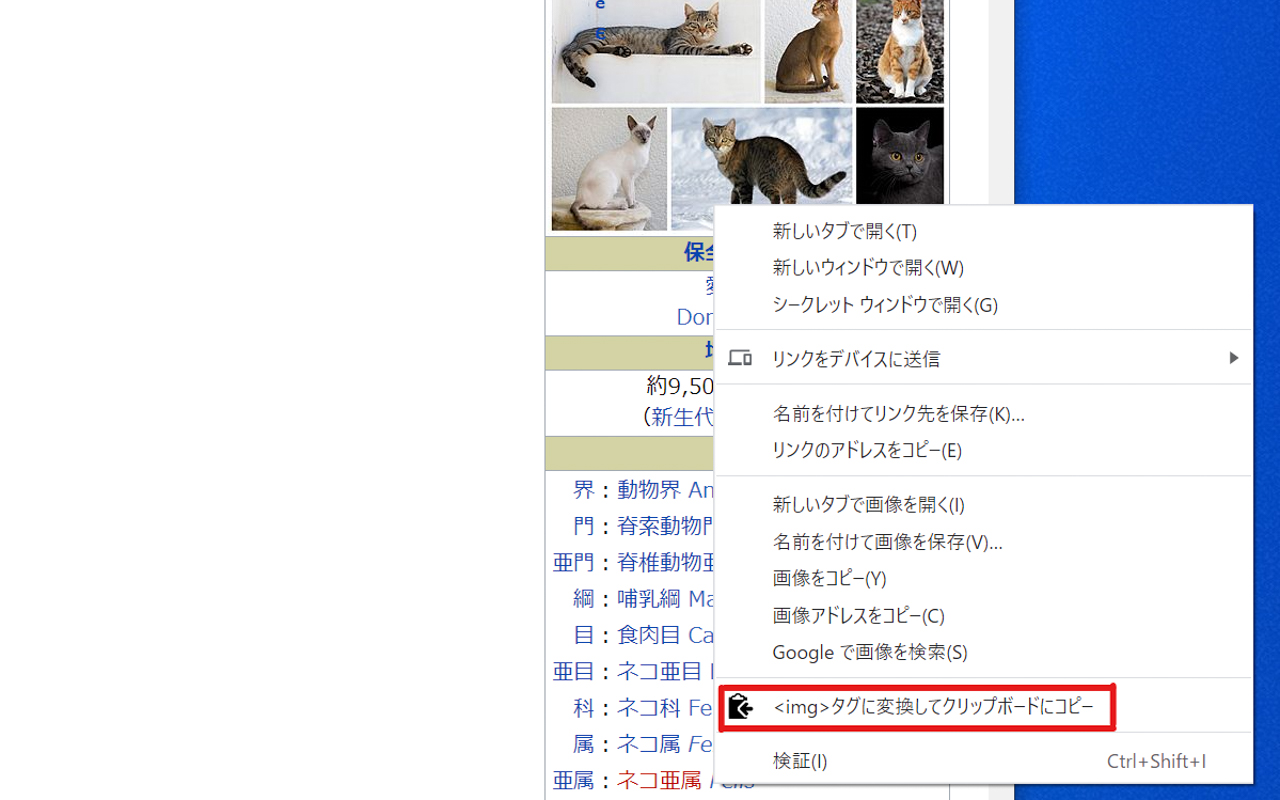 e
保全
Dor
約9,50
(新生代
界：動物界 An
門：脊索動物門
亜門：脊椎動物亜
綱：哺乳綱 Ma
目：食肉目 Ca
亜目：ネコ亜目
科：ネコ科 Fe
属：ネコ属 Fe
亜属：ネコ亜属 Felis
新しいタブで開く(T)
新しいウィンドウで開く(W)
シークレット ウィンドウで開く(G)
リンクをデバイスに送信
名前を付けてリンク先を保存(K)...
リンクのアドレスをコピー(E)
新しいタブで画像を開く(I)
名前を付けて画像を保存(V)...
画像をコピー(Y)
画像アドレスをコピー(C)
Google で画像を検索(S)
<img>タグに変換してクリップボードにコピー
検証(I) Ctrl+Shift+I